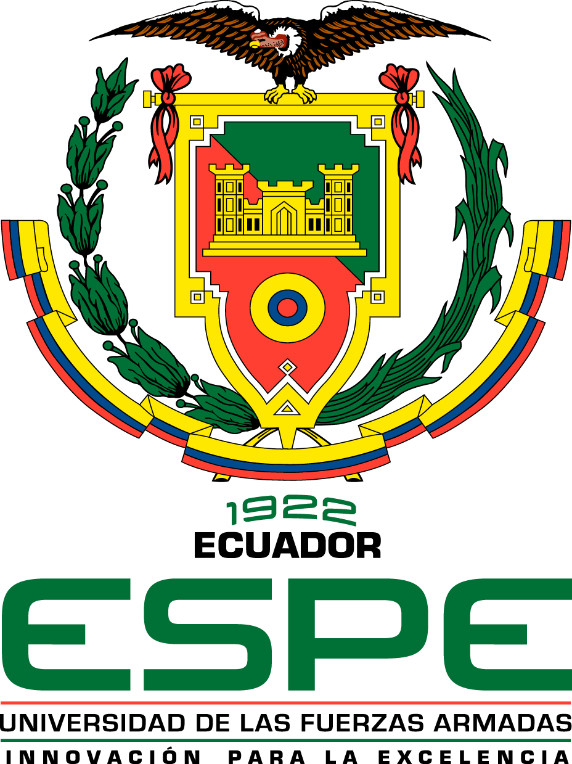 1922
ECUADOR
ESPE
UNIVERSIDAD DE LAS FUERZAS ARMADAS
INNOVACIÓN PARA LA EXCELENCIA